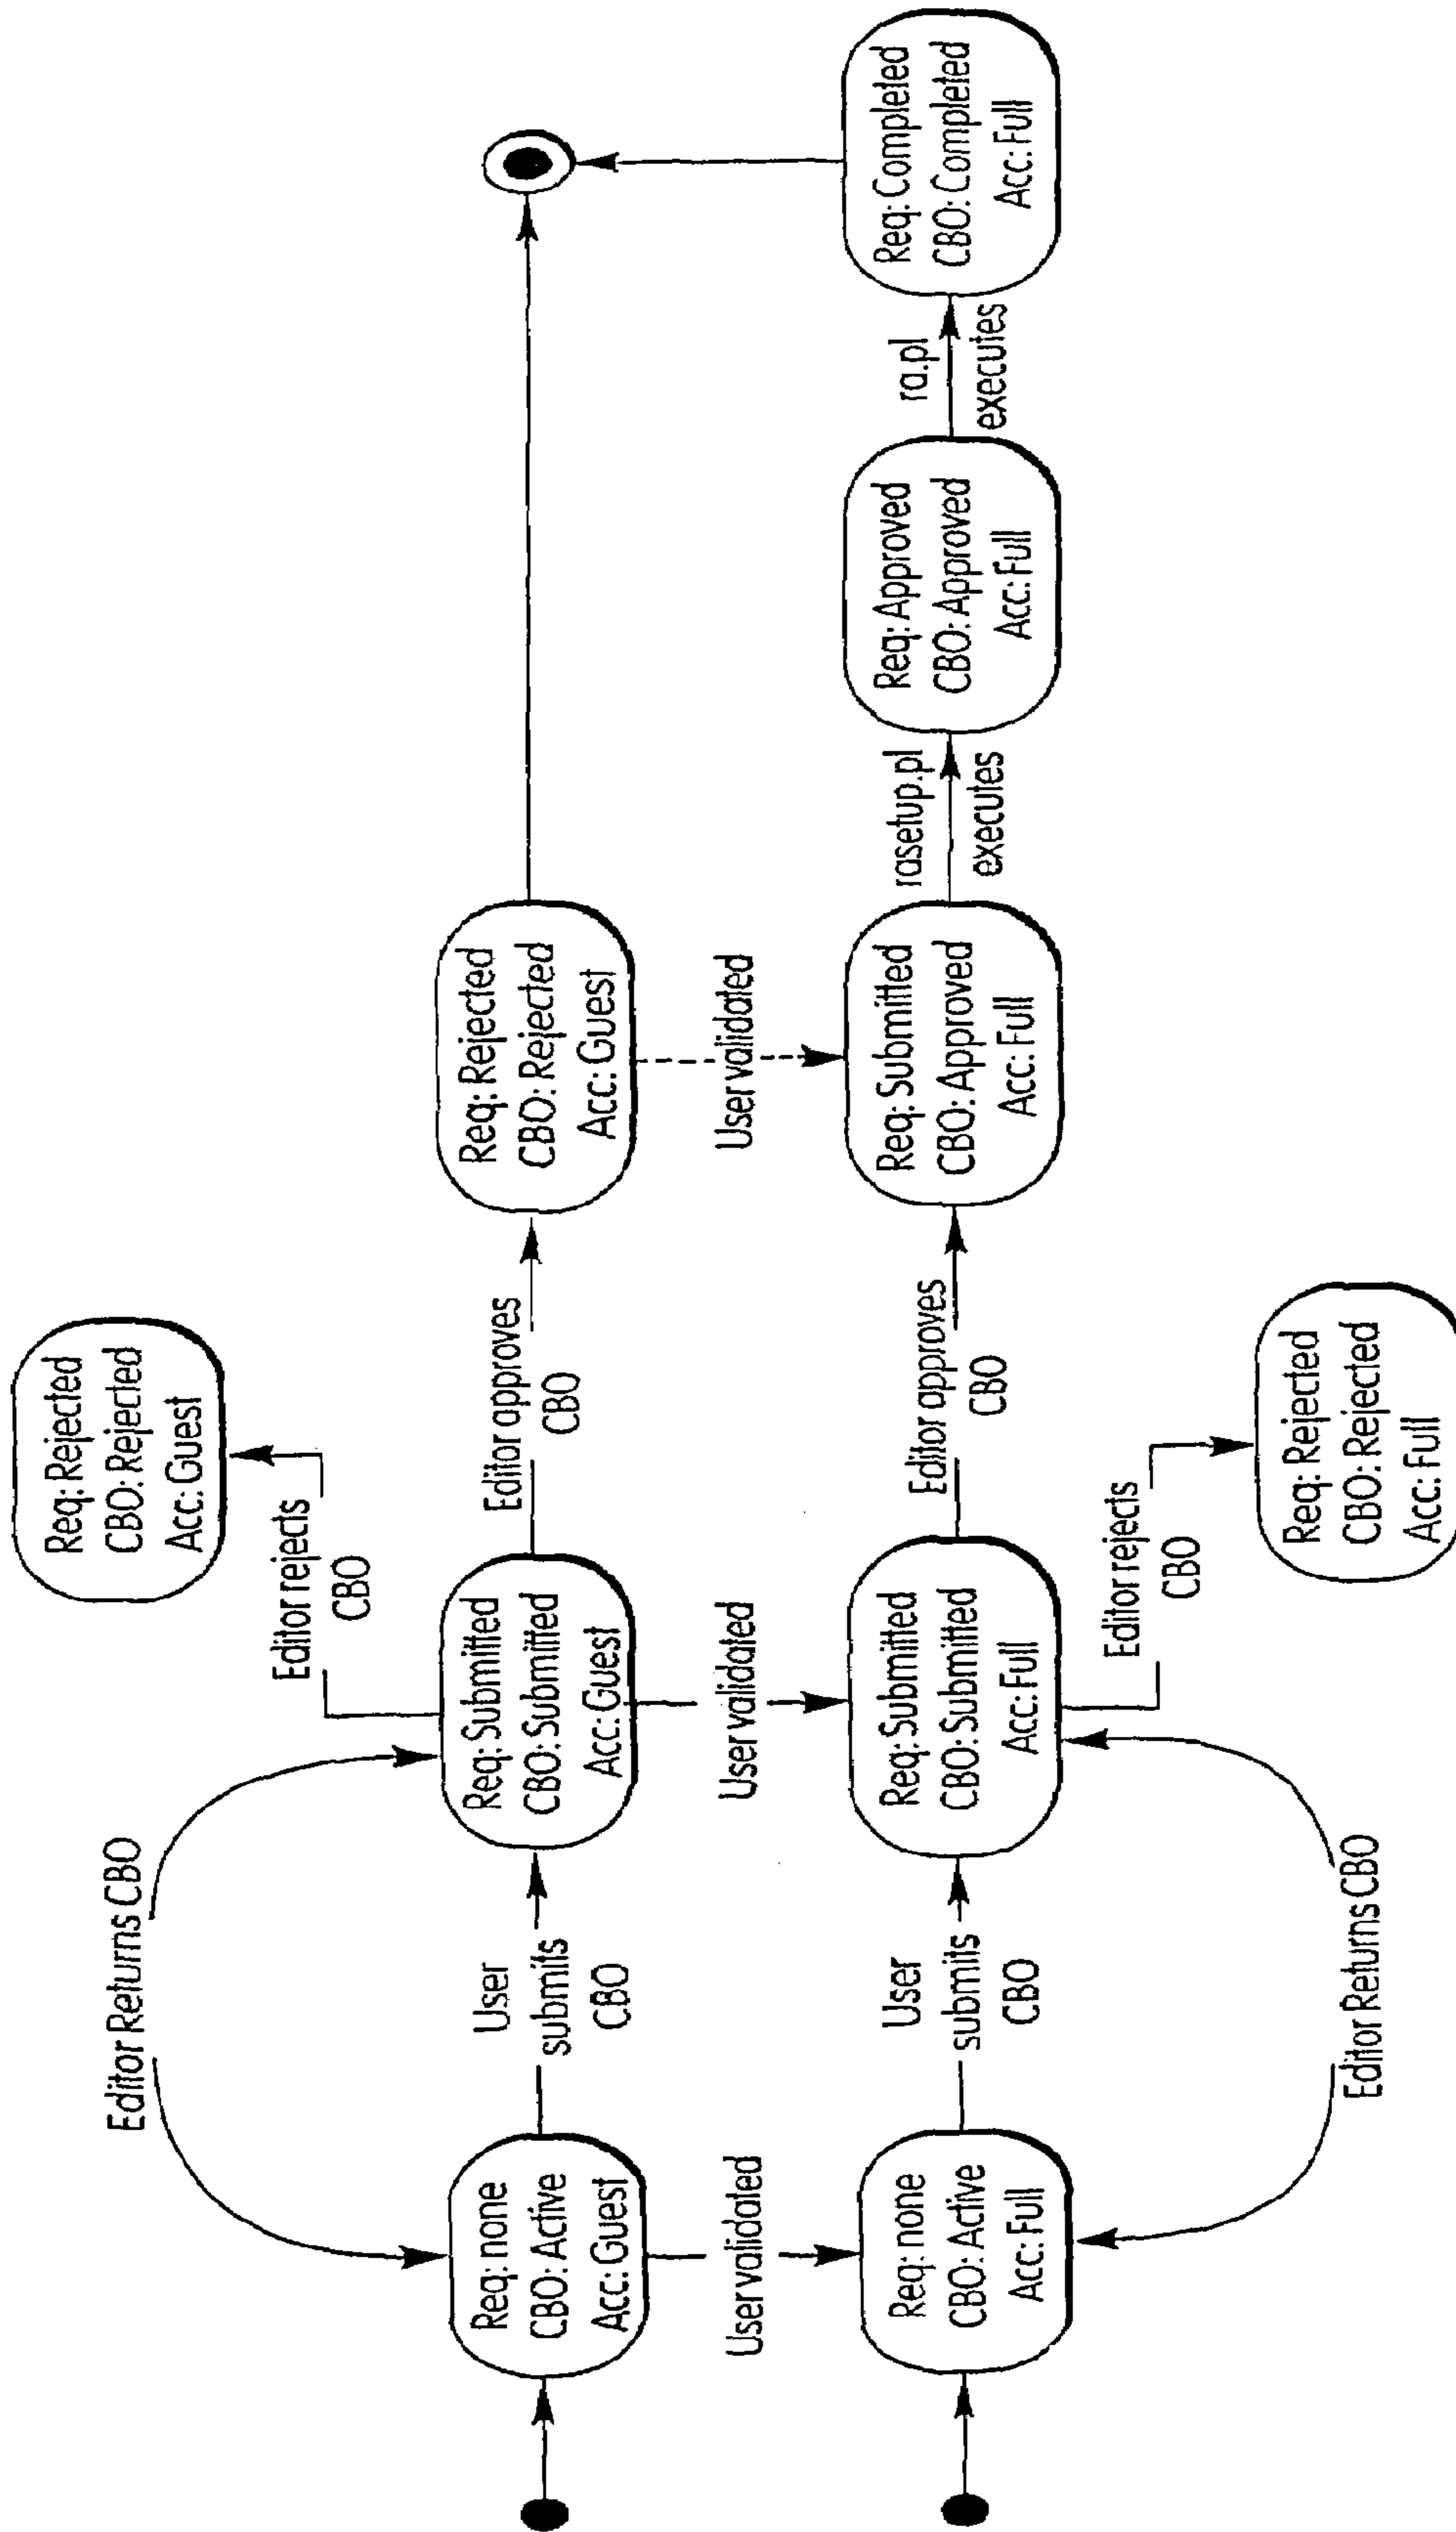 Req: Rejected
CBO: Rejected
Acc: Guest
Editor Returns CBO
Editor rejects
CBO
Req: none
CBO: Active
Acc: Guest
User
submits
CBO
Req: Submitted
CBO: Submitted
Acc: Guest
Editor approves
CBO
Req: Rejected
CBO: Rejected
Acc: Guest
User validated
User validated
User validated
Req: none
CBO: Active
Acc: Full
User
submits
CBO
Req: Submitted
CBO: Submitted
Acc: Full
Editor approves
CBO
Req: Submitted
CBO: Approved
Acc: Full
rasetup.pl
executes
Req: Approved
CBO: Approved
Acc: Full
ra.pl
executes
Req: Completed
CBO: Completed
Acc: Full
Editor rejects
CBO
Editor Returns CBO
Req: Rejected
CBO: Rejected
Acc: Full